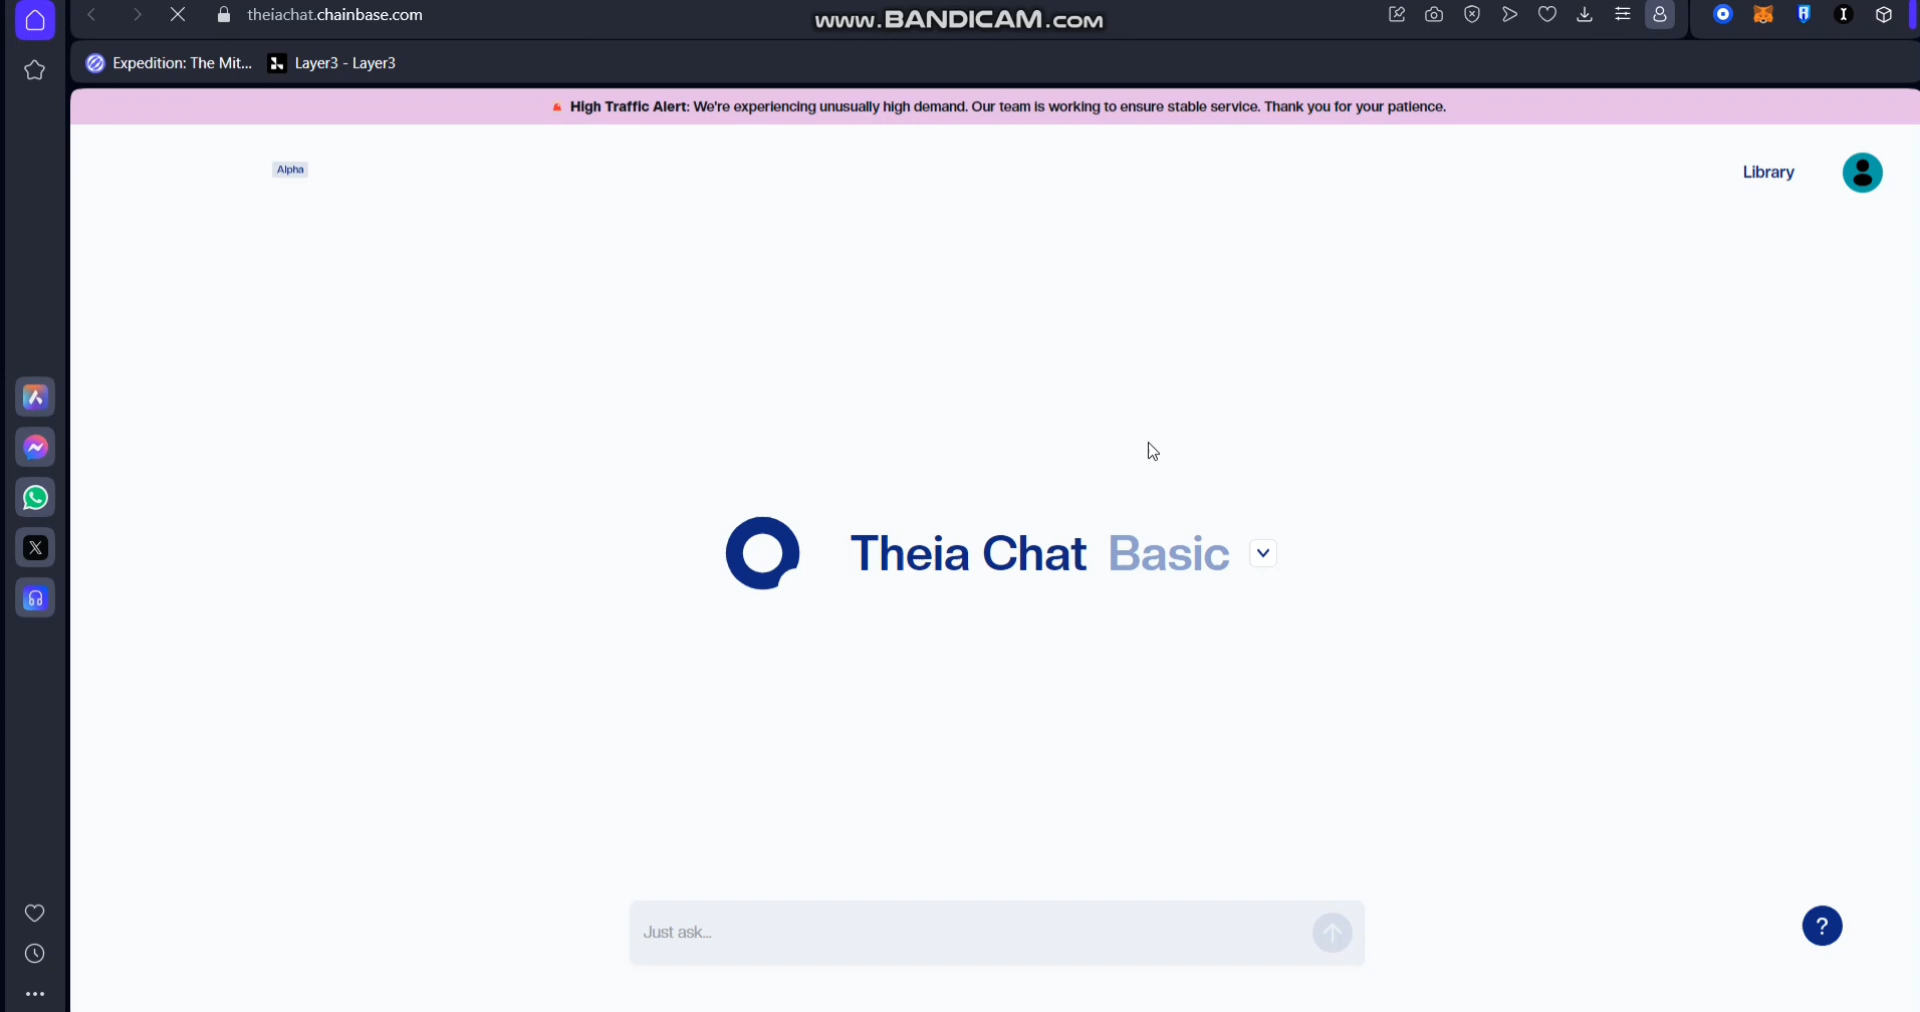 theiachat.chainbase.com
www.BANDICAM.com
Expedition: The Mit...
Layer3 - Layer3
High Traffic Alert: We're experiencing unusually high demand. Our team is working to ensure stable service. Thank you for your patience.
Alpha
Library
Theia Chat Basic
Just ask...
?